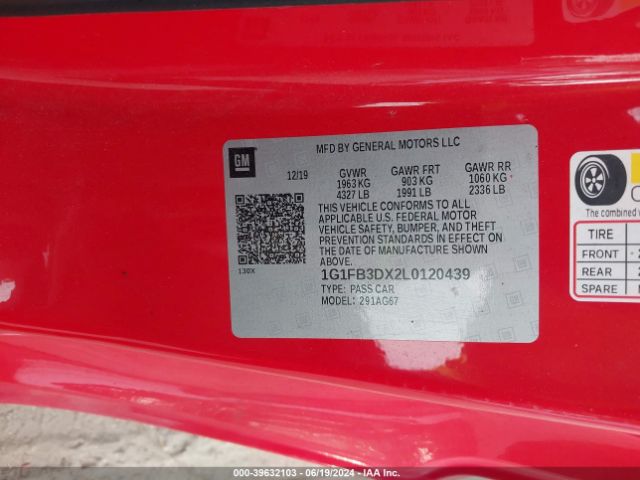 MFD BY GENERAL MOTORS LLC
GM
12/19 GVWR GAWR FRT GAWR RR
1963 KG 903 KG 1060 KG
4327 LB 1991 LB 2336 LB
THIS VEHICLE CONFORMS TO ALL
APPLICABLE U.S. FEDERAL MOTOR
VEHICLE SAFETY, BUMPER, AND THEFT
PREVENTION STANDARDS IN EFFECT ON
THE DATE OF MANUFACTURE SHOWN ABOVE.
130X
1G1FB3DX2L0120439
TYPE: PASS CAR
MODEL: 291AG67
The combined
TIRE
FRONT
REAR
SPARE
000-39632103 - 06/19/2024 - IAA Inc.